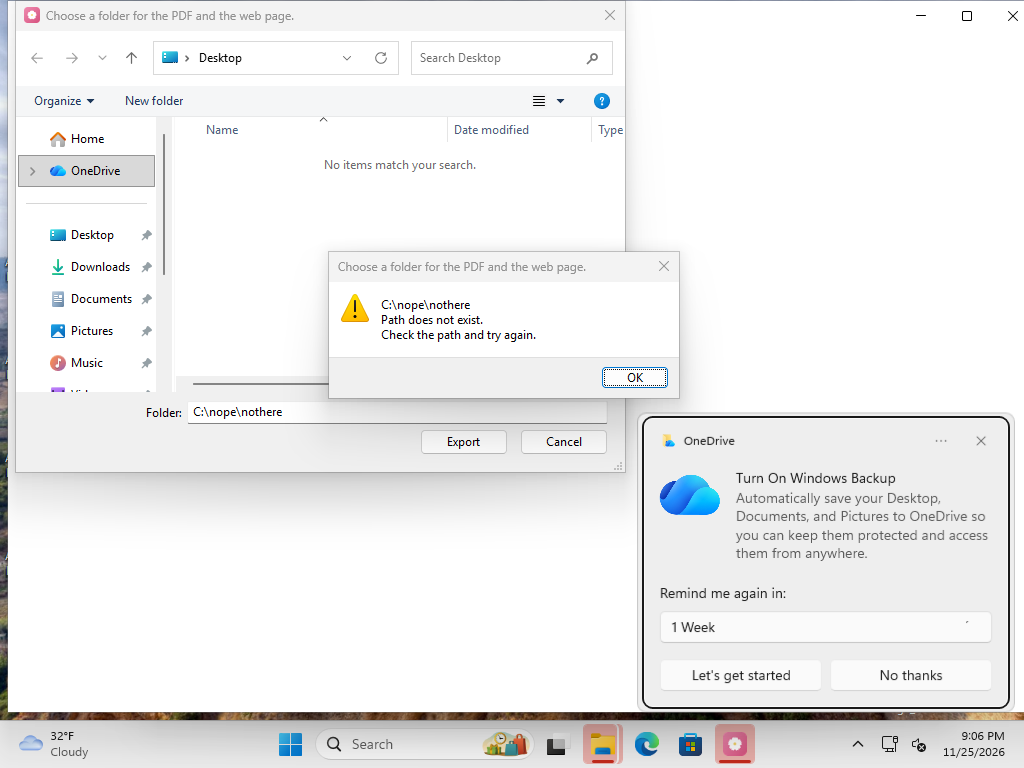 Choose a folder for the PDF and the web page.
Desktop
Search Desktop
Organize
New folder
?
Name
Date modified
Type
No items match your search.
Home
OneDrive
Desktop
Downloads
Documents
Pictures
Music
Choose a folder for the PDF and the web page.
C:\nope\nothere
Path does not exist.
Check the path and try again.
OK
Folder:
C:\nope\nothere
Export
Cancel
OneDrive
Turn On Windows Backup
Automatically save your Desktop,
Documents, and Pictures to OneDrive so
you can keep them protected and access
them from anywhere.
Remind me again in:
1 Week
Let's get started
No thanks
32°F
Cloudy
Search
9:06 PM
11/25/2026